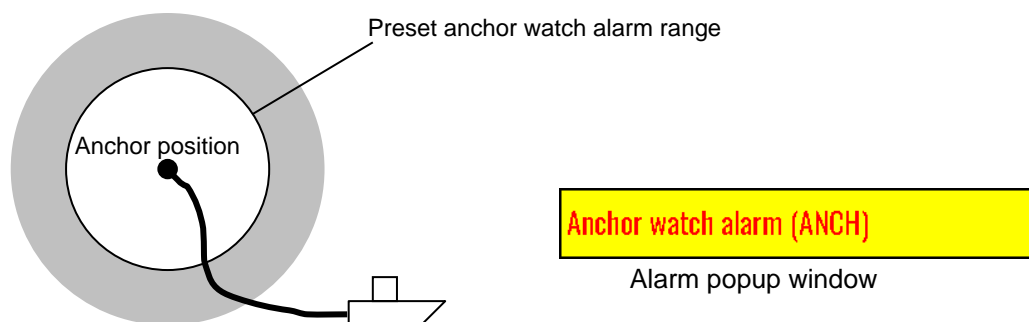 Preset anchor watch alarm range
Anchor position
Anchor watch alarm (ANCH)
Alarm popup window